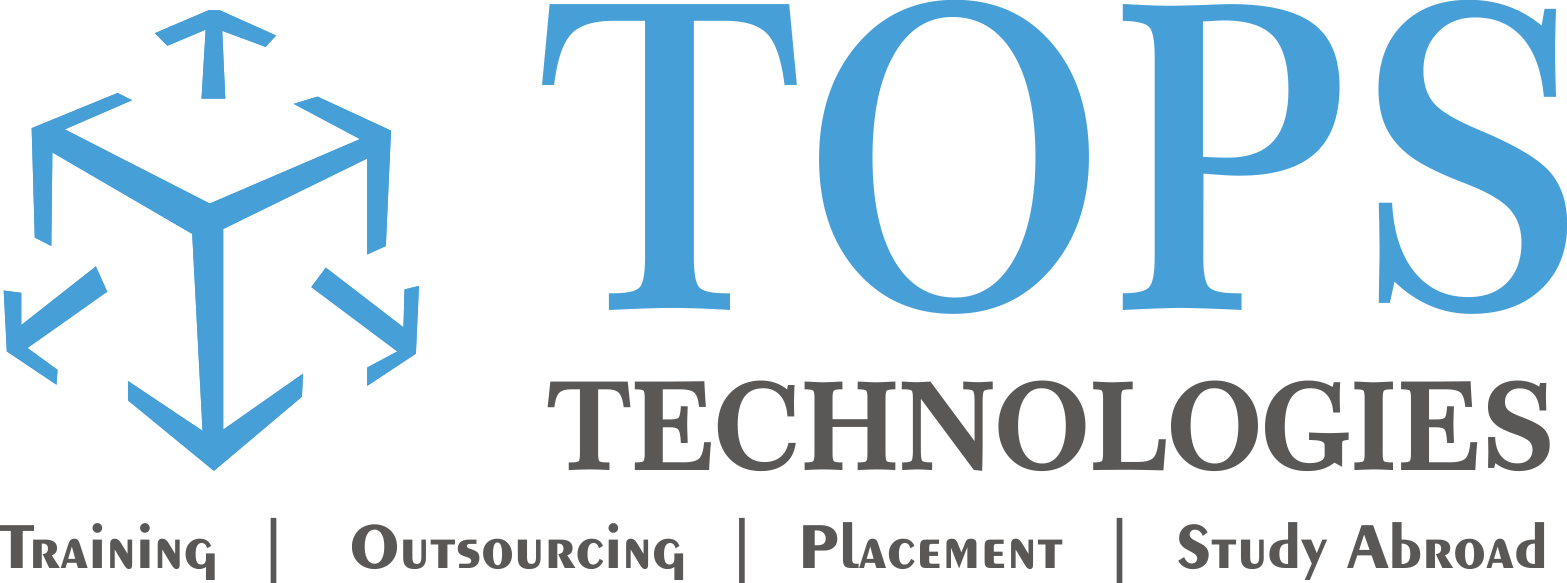 TOPS
TECHNOLOGIES
Training | Outsourcing | Placement | Study Abroad